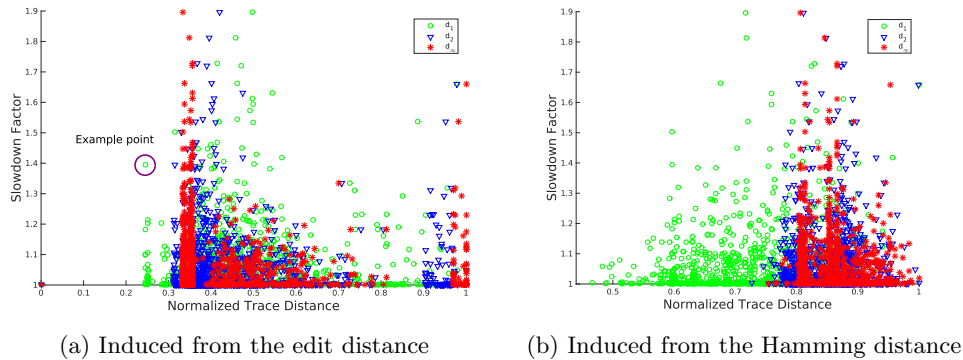 1.9
1.8
1.7
1.6
1.5
1.4
1.3
1.2
1.1
1
Slowdown Factor
Example point
d₁
d₂
d∞
0 0.1 0.2 0.3 0.4 0.5 0.6 0.7 0.8 0.9 1
Normalized Trace Distance
(a) Induced from the edit distance
1.9
1.8
1.7
1.6
1.5
1.4
1.3
1.2
1.1
1
Slowdown Factor
d₁
d₂
d∞
0.5 0.6 0.7 0.8 0.9 1
Normalized Trace Distance
(b) Induced from the Hamming distance